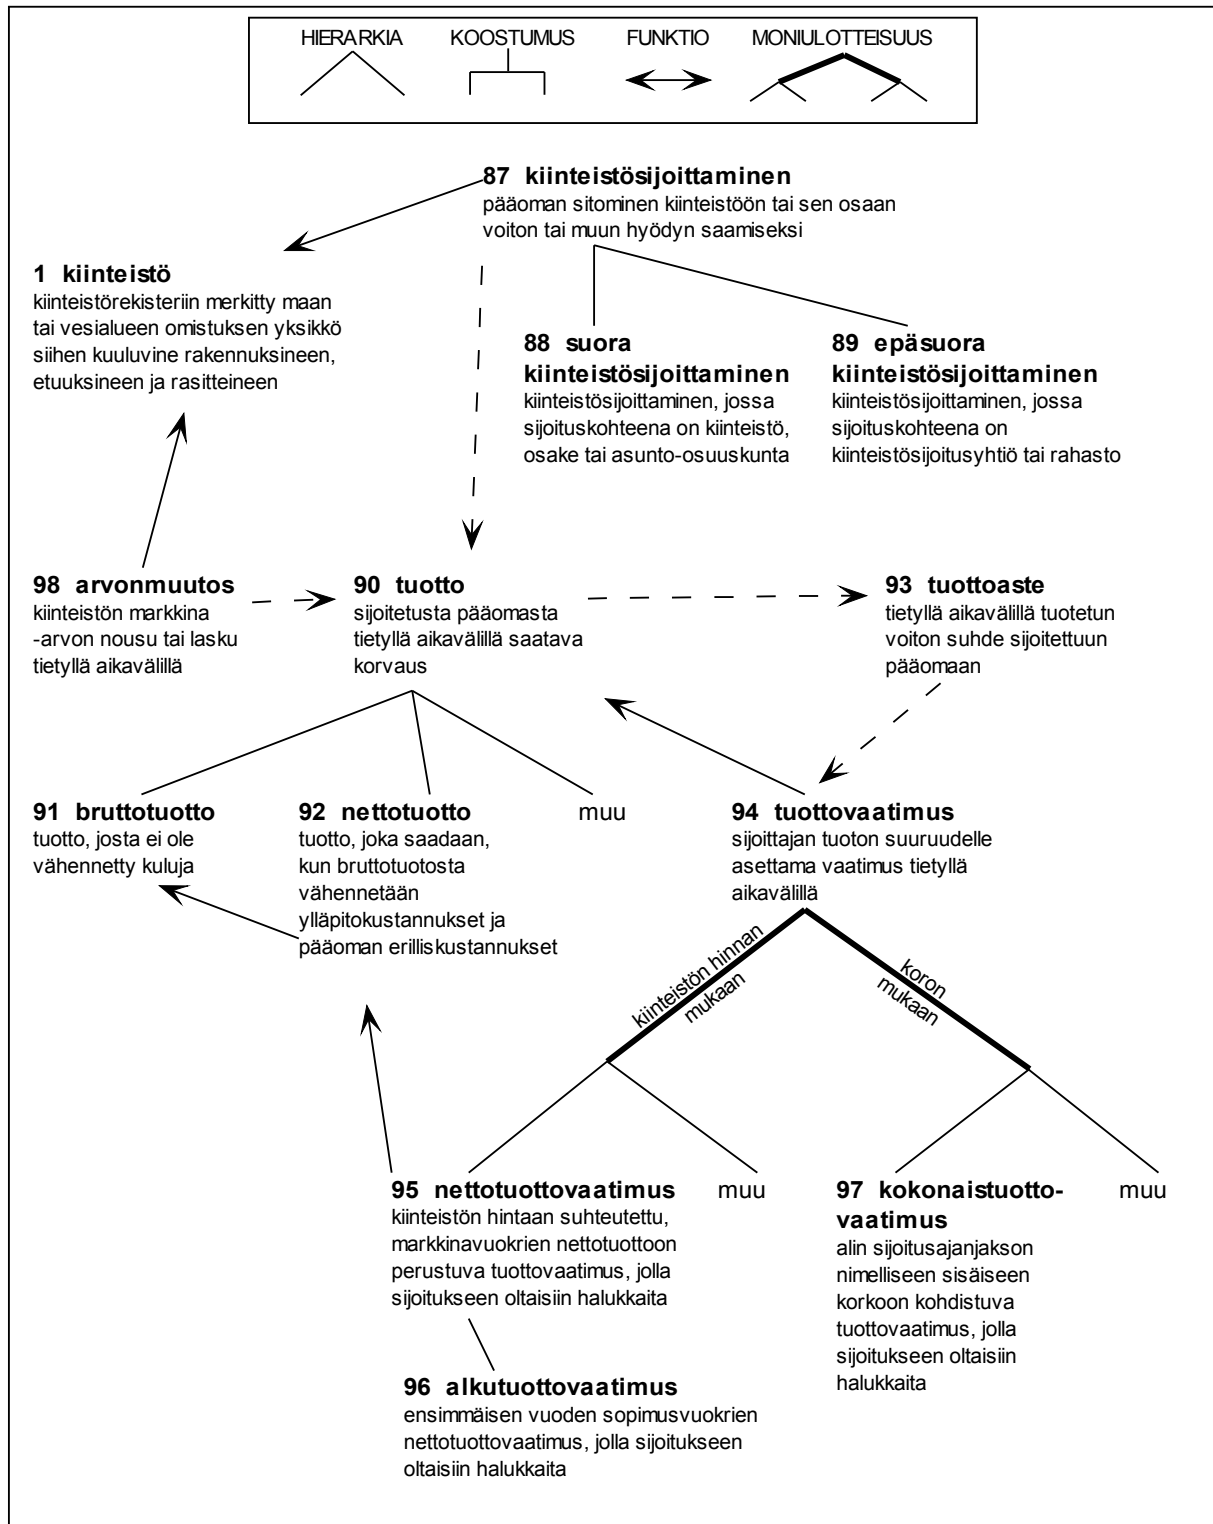 HIERARKIA KOOSTUMUS FUNKTIO MONIULOTTEISUUS
87 kiinteistösijoittaminen
pääoman sitominen kiinteistöön tai sen osaan
voiton tai muun hyödyn saamiseksi
1 kiinteistö
kiinteistörekisteriin merkitty maan
tai vesialueen omistuksen yksikkö
siihen kuuluvine rakennuksineen,
etuuksineen ja rasitteineen
88 suora
kiinteistösijoittaminen
kiinteistösijoittaminen, jossa
sijoituskohteena on kiinteistö,
osake tai asunto-osuuskunta
89 epäsuora
kiinteistösijoittaminen
kiinteistösijoittaminen, jossa
sijoituskohteena on
kiinteistösijoitusyhtiö tai rahasto
98 arvonmuutos
kiinteistön markkina
-arvon nousu tai lasku
tietyllä aikavälillä
90 tuotto
sijoitetusta pääomasta
tietyllä aikavälillä saatava
korvaus
93 tuottoaste
tietyllä aikavälillä tuotetun
voiton suhde sijoitettuun
pääomaan
91 bruttotuotto
tuotto, josta ei ole
vähennetty kuluja
92 nettotuotto
tuotto, joka saadaan,
kun bruttotuotosta
vähennetään
ylläpitokustannukset ja
pääoman erilliskustannukset
muu
94 tuottovaatimus
sijoittajan tuoton suuruudelle
asettama vaatimus tietyllä
aikavälillä
kiinteistön hinnan
mukaan
koron
mukaan
95 nettotuottovaatimus
kiinteistön hintaan suhteutettu,
markkinavuokrien nettotuottoon
perustuva tuottovaatimus, jolla
sijoitukseen oltaisiin halukkaita
muu
97 kokonaistuotto-
vaatimus
alin sijoitusajanjakson
nimelliseen sisäiseen
korkoon kohdistuva
tuottovaatimus, jolla
sijoitukseen oltaisiin
halukkaita
muu
96 alkutuottovaatimus
ensimmäisen vuoden sopimusvuokrien
nettotuottovaatimus, jolla sijoitukseen
oltaisiin halukkaita